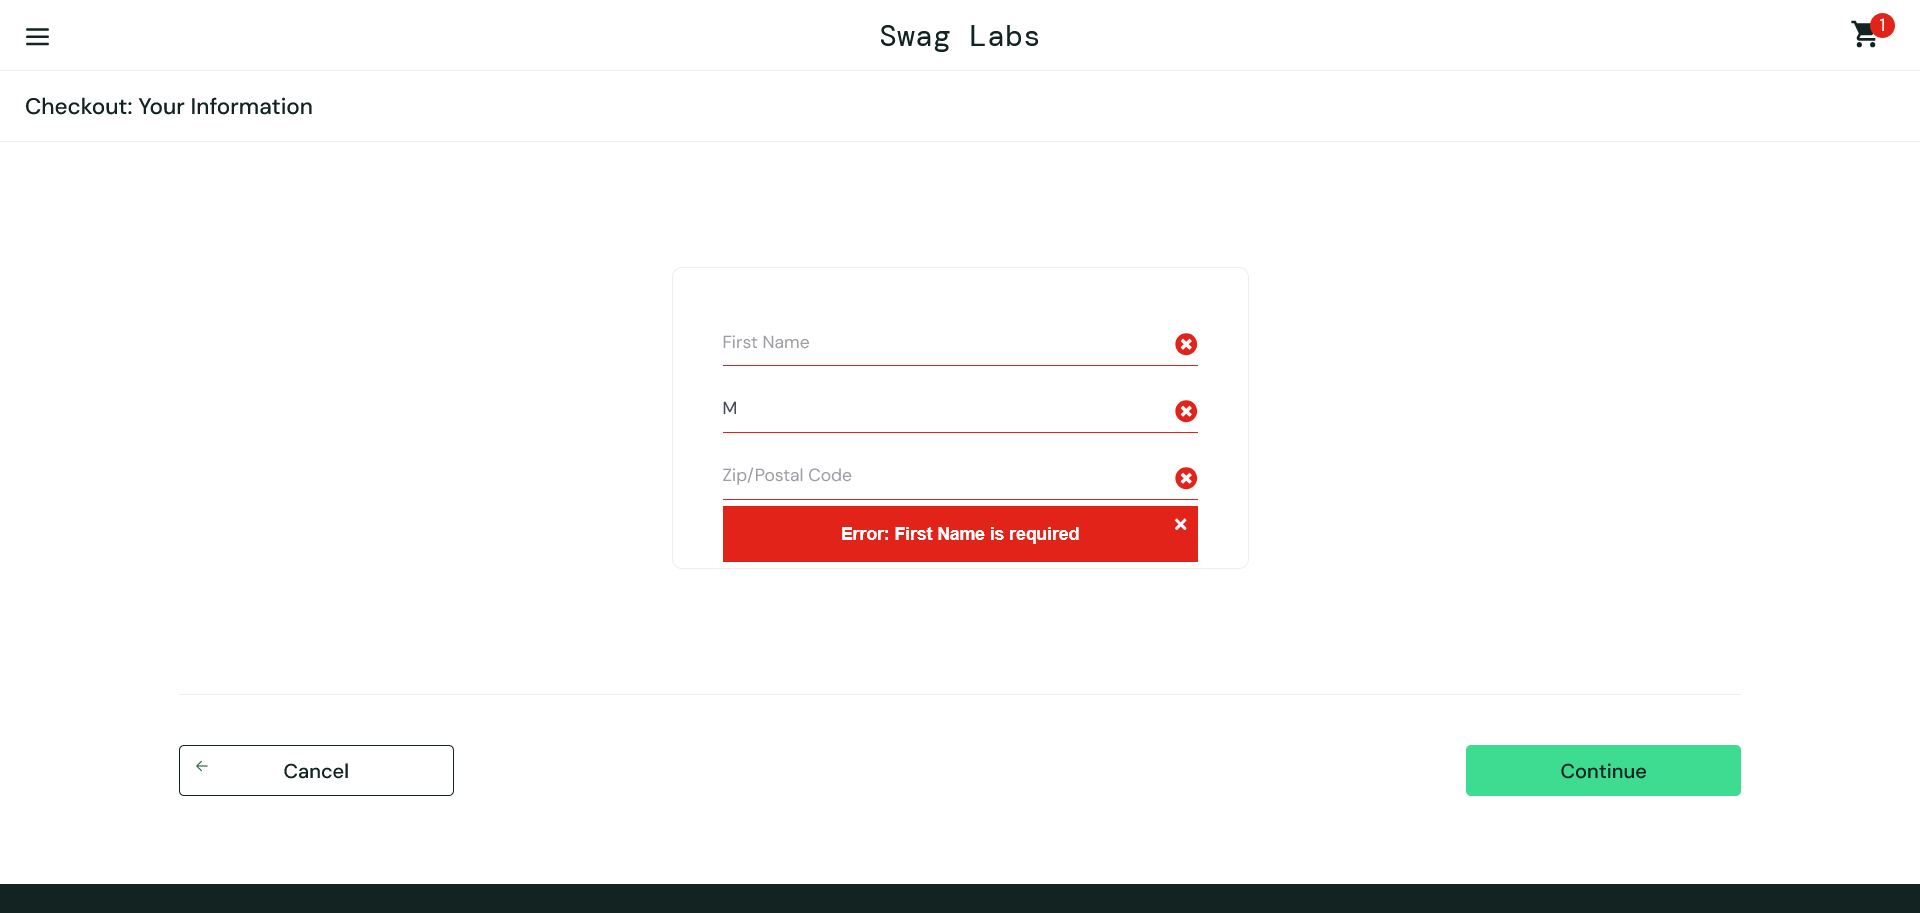 Swag Labs
1
Checkout: Your Information
First Name
M
Zip/Postal Code
Error: First Name is required
Cancel
Continue